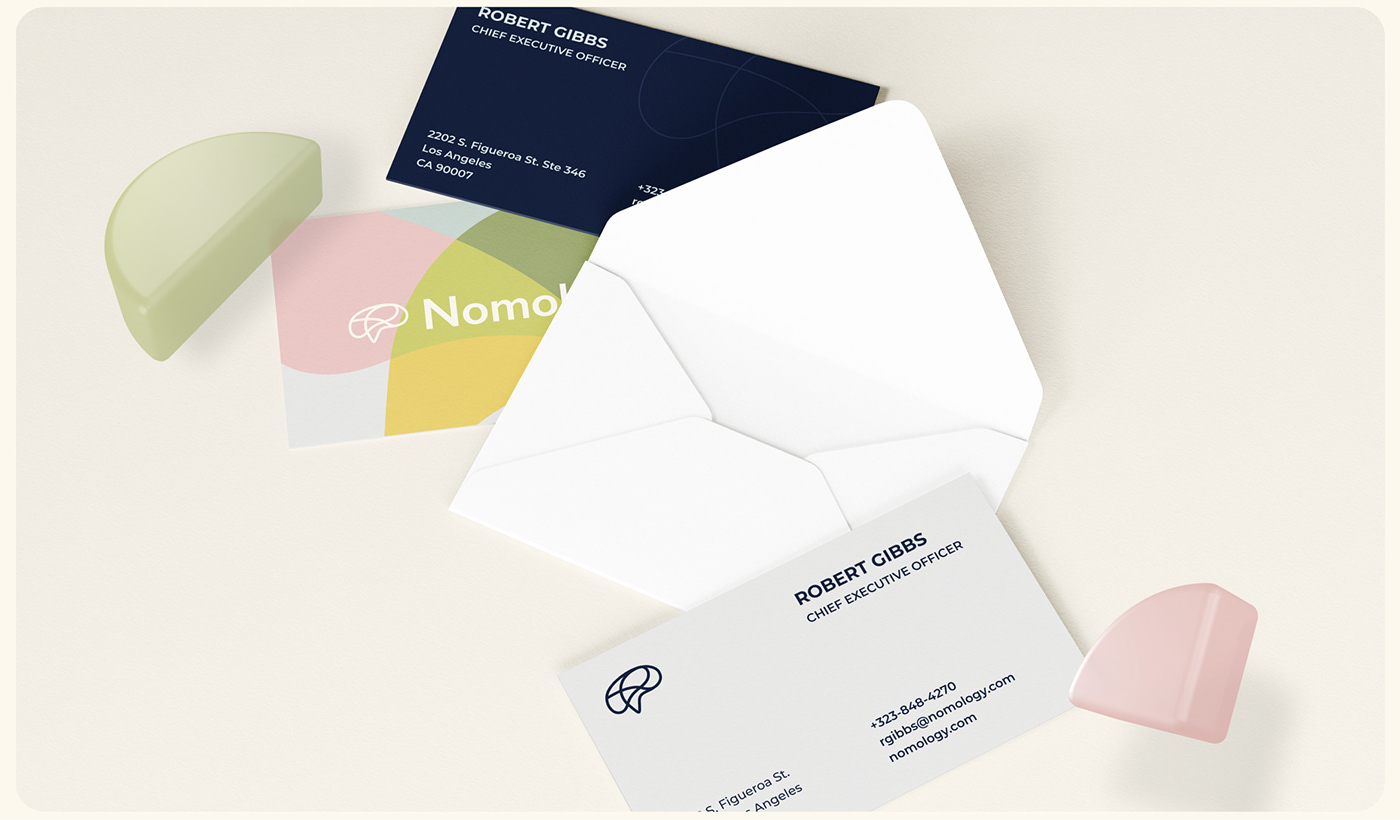 ROBERT GIBBS
CHIEF EXECUTIVE OFFICER
2202 S. Figueroa St. Ste 346
Los Angeles
CA 90007
+323
Nomol
ROBERT GIBBS
CHIEF EXECUTIVE OFFICER
+323-848-4270
rgibbs@nomology.com
nomology.com
S. Figueroa St.
Angeles